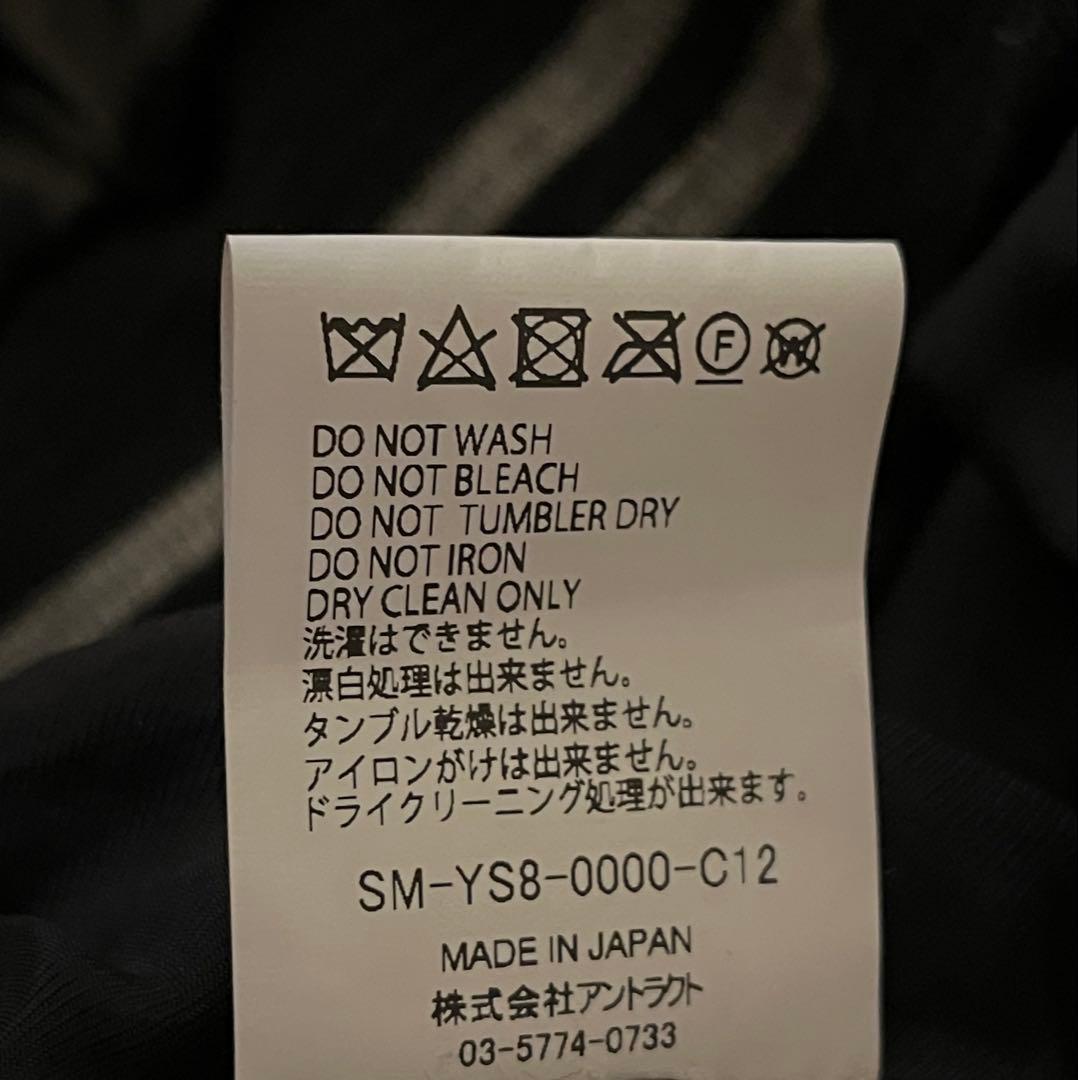 F W
DO NOT WASH
DO NOT BLEACH
DO NOT TUMBLER DRY
DO NOT IRON
DRY CLEAN ONLY
洗濯はできません。
漂白処理は出来ません。
タンブル乾燥は出来ません。
アイロンがけは出来ません。
ドライクリーニング処理が出来ます。
SM-YS8-0000-C12
MADE IN JAPAN
株式会社アントラクト
03-5774-0733